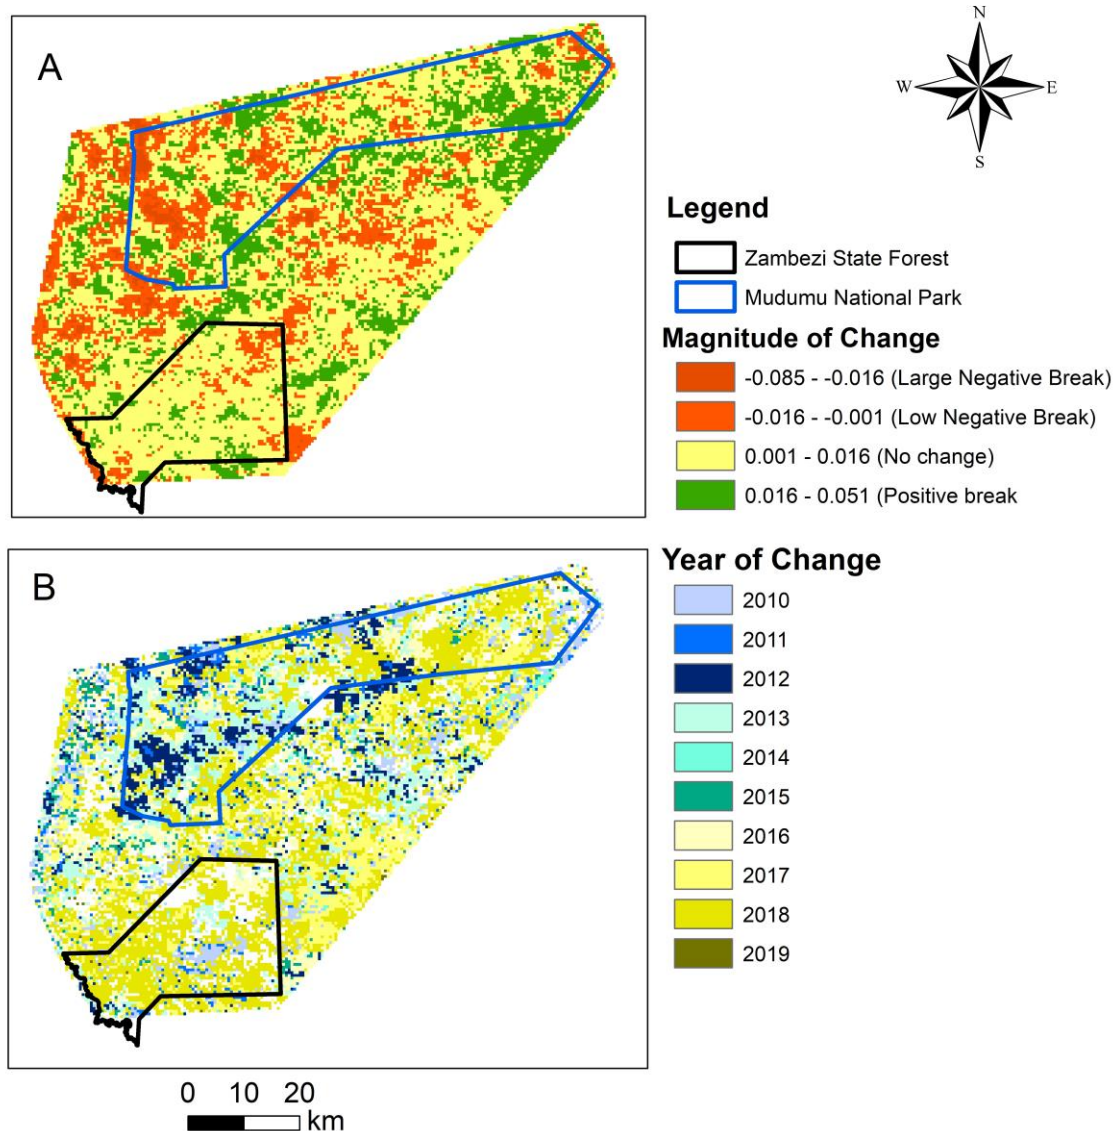 A
N
W
E
S
Legend
Zambezi State Forest
Mudumu National Park
Magnitude of Change
-0.085 - -0.016 (Large Negative Break)
-0.016 - -0.001 (Low Negative Break)
0.001 - 0.016 (No change)
0.016 - 0.051 (Positive break
B
Year of Change
2010
2011
2012
2013
2014
2015
2016
2017
2018
2019
0 10 20
km